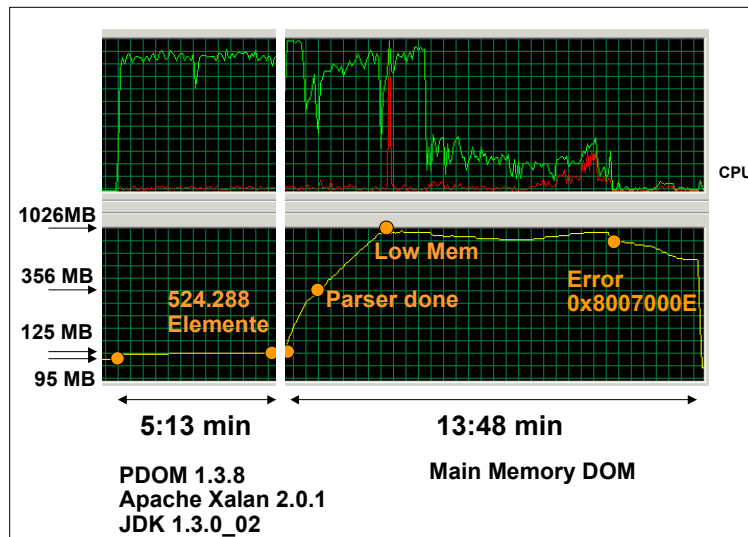 CPU
1026MB
Low Mem
356 MB
524.288
Elemente
Parser done
Error
0x8007000E
125 MB
95 MB
5:13 min
13:48 min
PDOM 1.3.8
Apache Xalan 2.0.1
JDK 1.3.0_02
Main Memory DOM